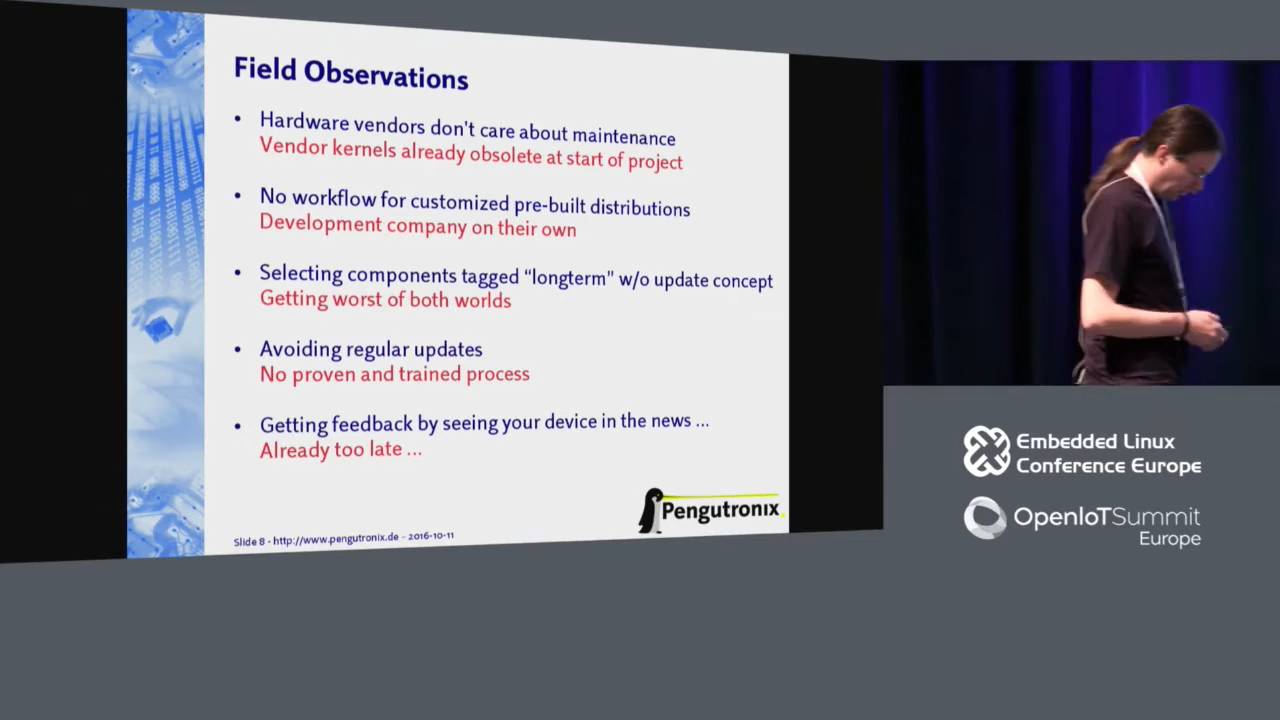 Field Observations
• Hardware vendors don't care about maintenance
Vendor kernels already obsolete at start of project
• No workflow for customized pre-built distributions
Development company on their own
• Selecting components tagged “longterm” w/o update concept
Getting worst of both worlds
• Avoiding regular updates
No proven and trained process
• Getting feedback by seeing your device in the news ...
Already too late ...
Pengutronix
Slide 8 - http://www.pengutronix.de - 2016-10-11
Embedded Linux
Conference Europe
OpenIoTSummit
Europe